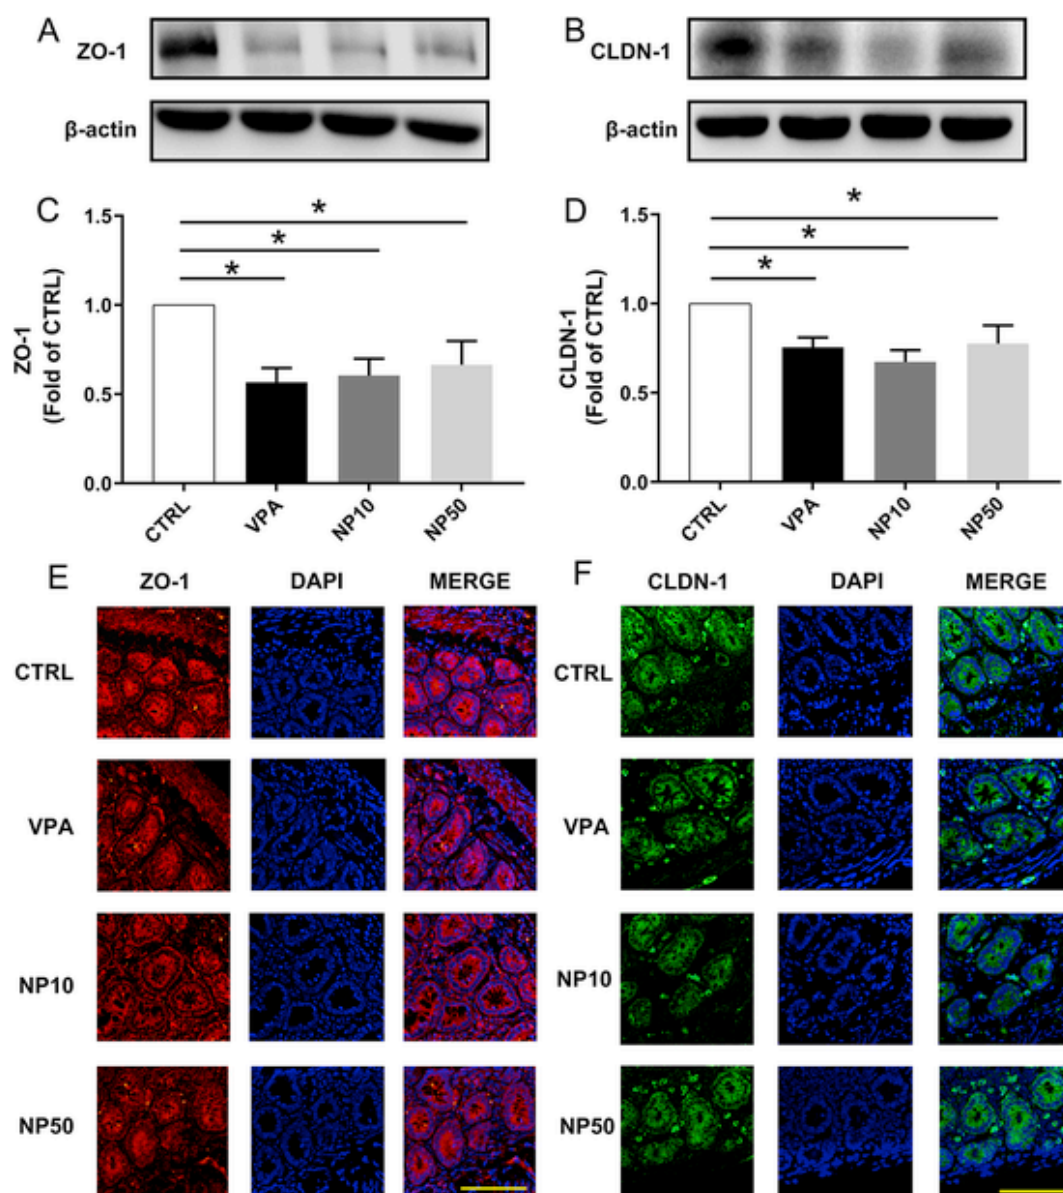 A
ZO-1
β-actin
B
CLDN-1
β-actin
C
ZO-1
(Fold of CTRL)
1.5
1.0
0.5
0.0
*
*
*
CTRL
VPA
NP10
NP50
D
CLDN-1
(Fold of CTRL)
1.5
1.0
0.5
0.0
*
*
*
CTRL
VPA
NP10
NP50
E
ZO-1 DAPI MERGE
CTRL
VPA
NP10
NP50
F
CLDN-1 DAPI MERGE
CTRL
VPA
NP10
NP50